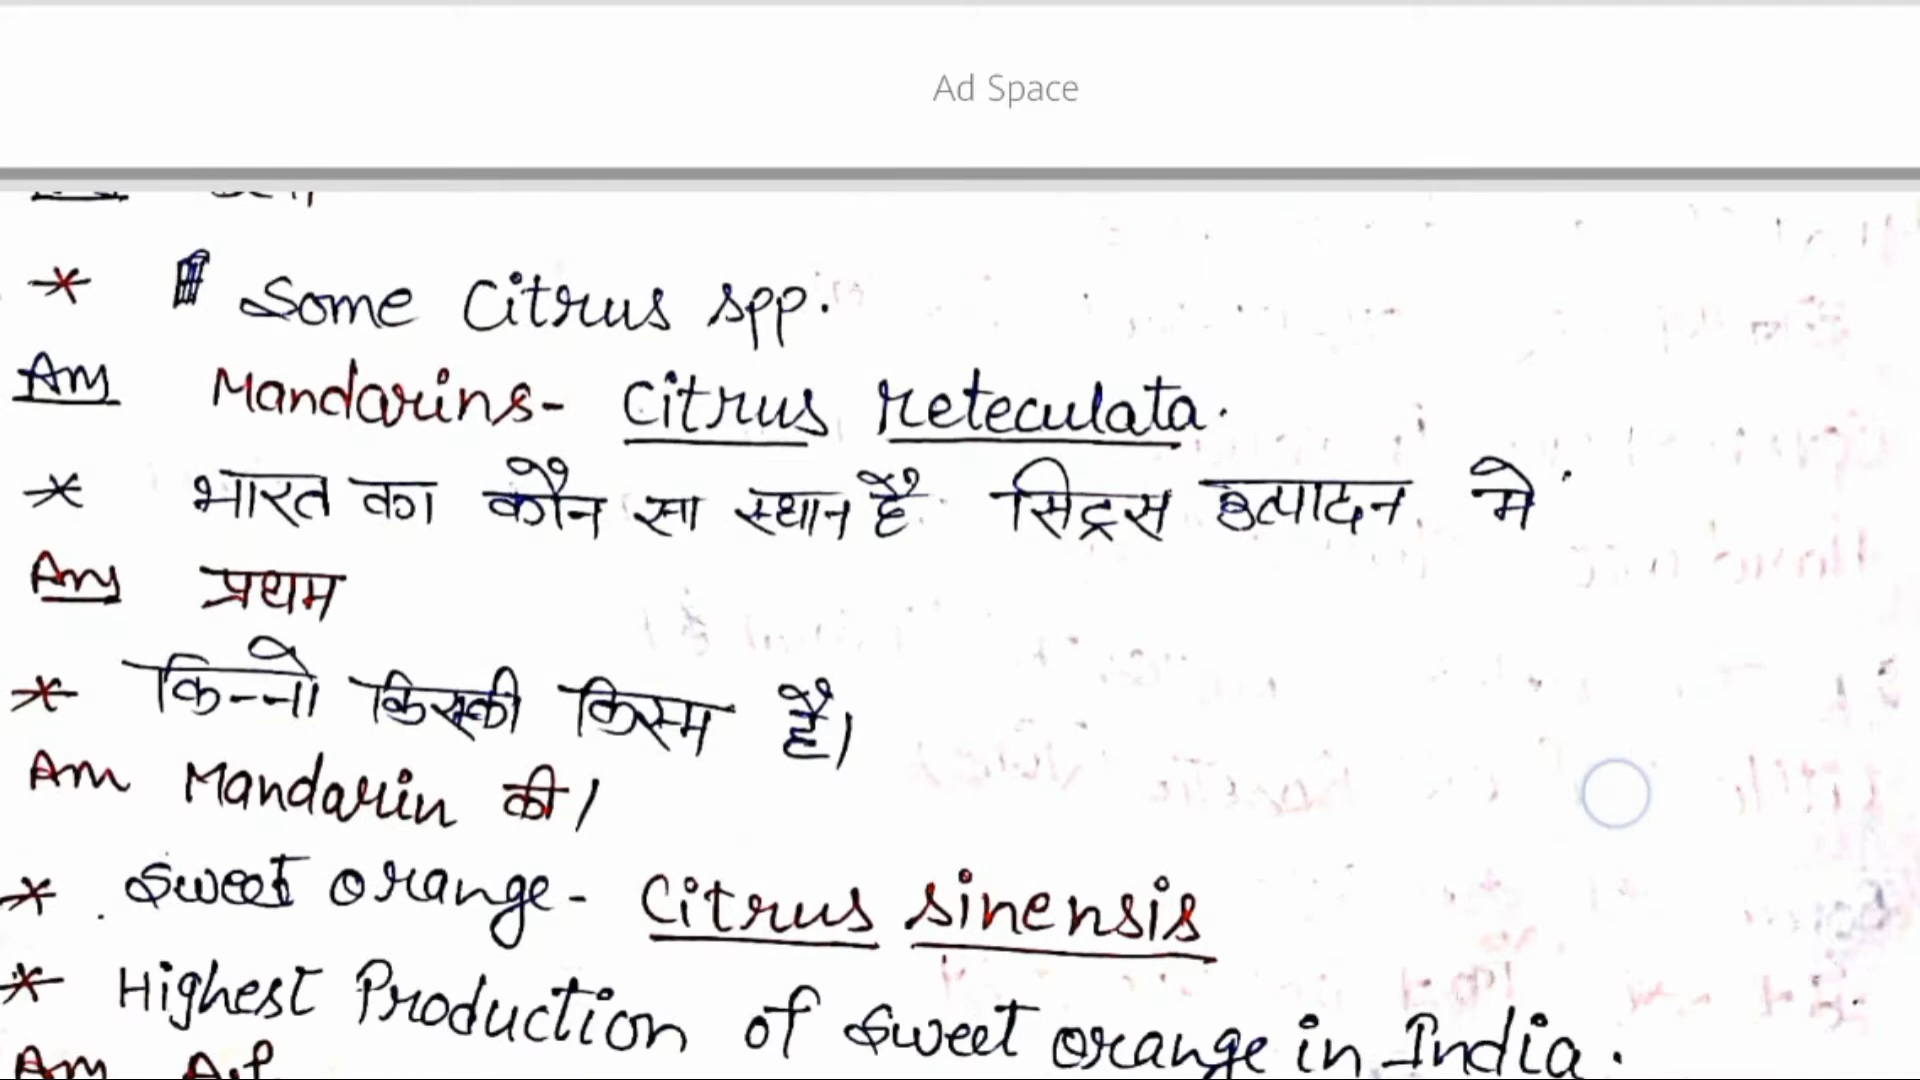 Ad Space
* Some Citrus spp.
Ans Mandarins- Citrus reteculata.
* भारत का कौन सा स्थान है सिट्रस उत्पादन मे
Ans प्रथम
* किन्नो किसकी किस्म है।
Ans Mandarin की।
* Sweet orange- Citrus sinensis
* Highest Production of Sweet orange in India.
Ans A.P